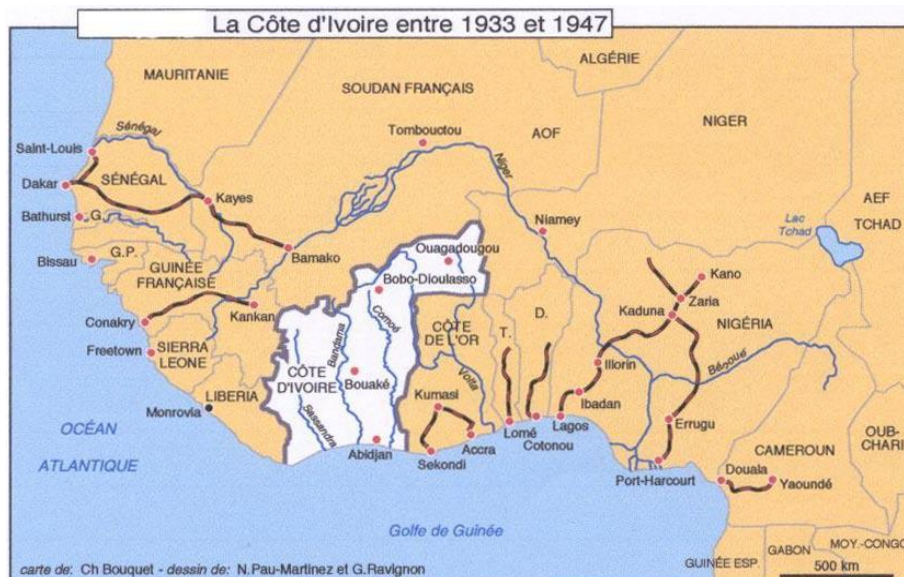 La Côte d'Ivoire entre 1933 et 1947
MAURITANIE
ALGÉRIE
SOUDAN FRANÇAIS
NIGER
Sénégal
Tombouctou
AOF
Saint-Louis
SÉNÉGAL
Niger
AEF
TCHAD
Dakar
Kayes
Niamey
Lac
Tchad
Bathurst
G.
Ouagadougou
Bissau
G.P.
Bamako
Kano
GUINÉE
FRANÇAISE
Bobo-Dioulasso
Zaria
Kaduna
Kankan
Comoé
D.
NIGÉRIA
Conakry
Bandama
CÔTE
DE L'OR
T.
Freetown
SIERRA
LEONE
Illorin
Bénoué
CÔTE
D'IVOIRE
Volta
LIBERIA
Bouaké
Kumasi
Ibadan
Monrovia
Sassandra
Lagos
Errugu
OCÉAN
ATLANTIQUE
Abidjan
Accra
Lomé
Cotonou
OUB-
CHARI
Sekondi
CAMEROUN
Port-Harcourt
Douala
Yaoundé
Golfe de Guinée
MOY.-CONGO
GABON
GUINÉE ESP.
500 km
carte de: Ch Bouquet - dessin de: N.Pau-Martinez et G.Ravignon